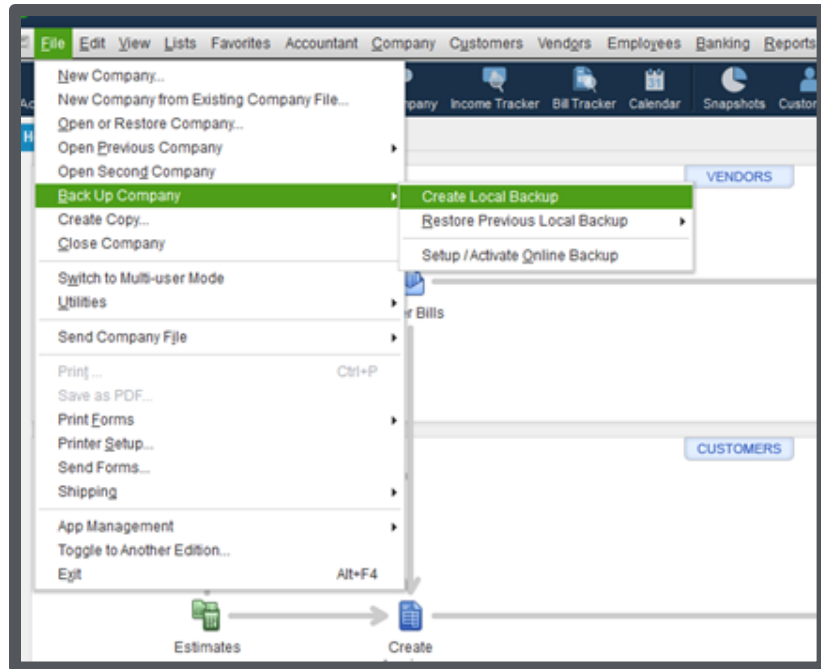 File Edit View Lists Favorites Accountant Company Customers Vendors Employees Banking Reports
Income Tracker Bill Tracker Calendar Snapshots
New Company...
New Company from Existing Company File...
Open or Restore Company...
Open Previous Company
Open Second Company
Back Up Company
Create Copy...
Close Company
Switch to Multi-user Mode
Utilities
Send Company File
Print... Ctrl+P
Save as PDF...
Print Forms
Printer Setup...
Send Forms...
Shipping
App Management
Toggle to Another Edition...
Exit Alt+F4
Create Local Backup
Restore Previous Local Backup
Setup / Activate Online Backup
VENDORS
Bills
CUSTOMERS
Estimates
Create